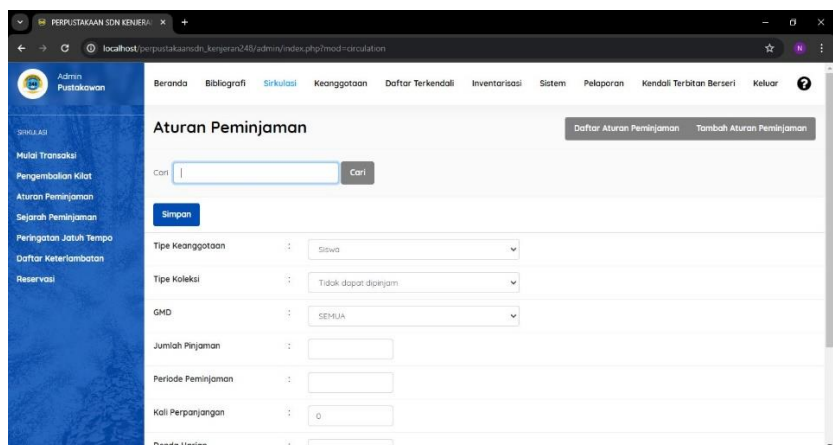 PERPUSTAKAAN SDN KENJERA
localhost/perpustakaansdn_kenjeran248/admin/index.php?mod=circulation
N
Admin
Pustakawan
Beranda Bibliografi Sirkulasi Keanggotaan Daftar Terkendali Inventarisasi Sistem Pelaporan Kendali Terbitan Berseri Keluar ?
SIRKULASI
Mulai Transaksi
Pengembalian Kilat
Aturan Peminjaman
Sejarah Peminjaman
Peringatan Jatuh Tempo
Daftar Keterlambatan
Reservasi
Aturan Peminjaman
Daftar Aturan Peminjaman Tambah Aturan Peminjaman
Cari Cari
Simpan
Tipe Keanggotaan : Siswa
Tipe Koleksi : Tidak dapat dipinjam
GMD : SEMUA
Jumlah Pinjaman :
Periode Peminjaman :
Kali Perpanjangan : 0
Denda Harian :